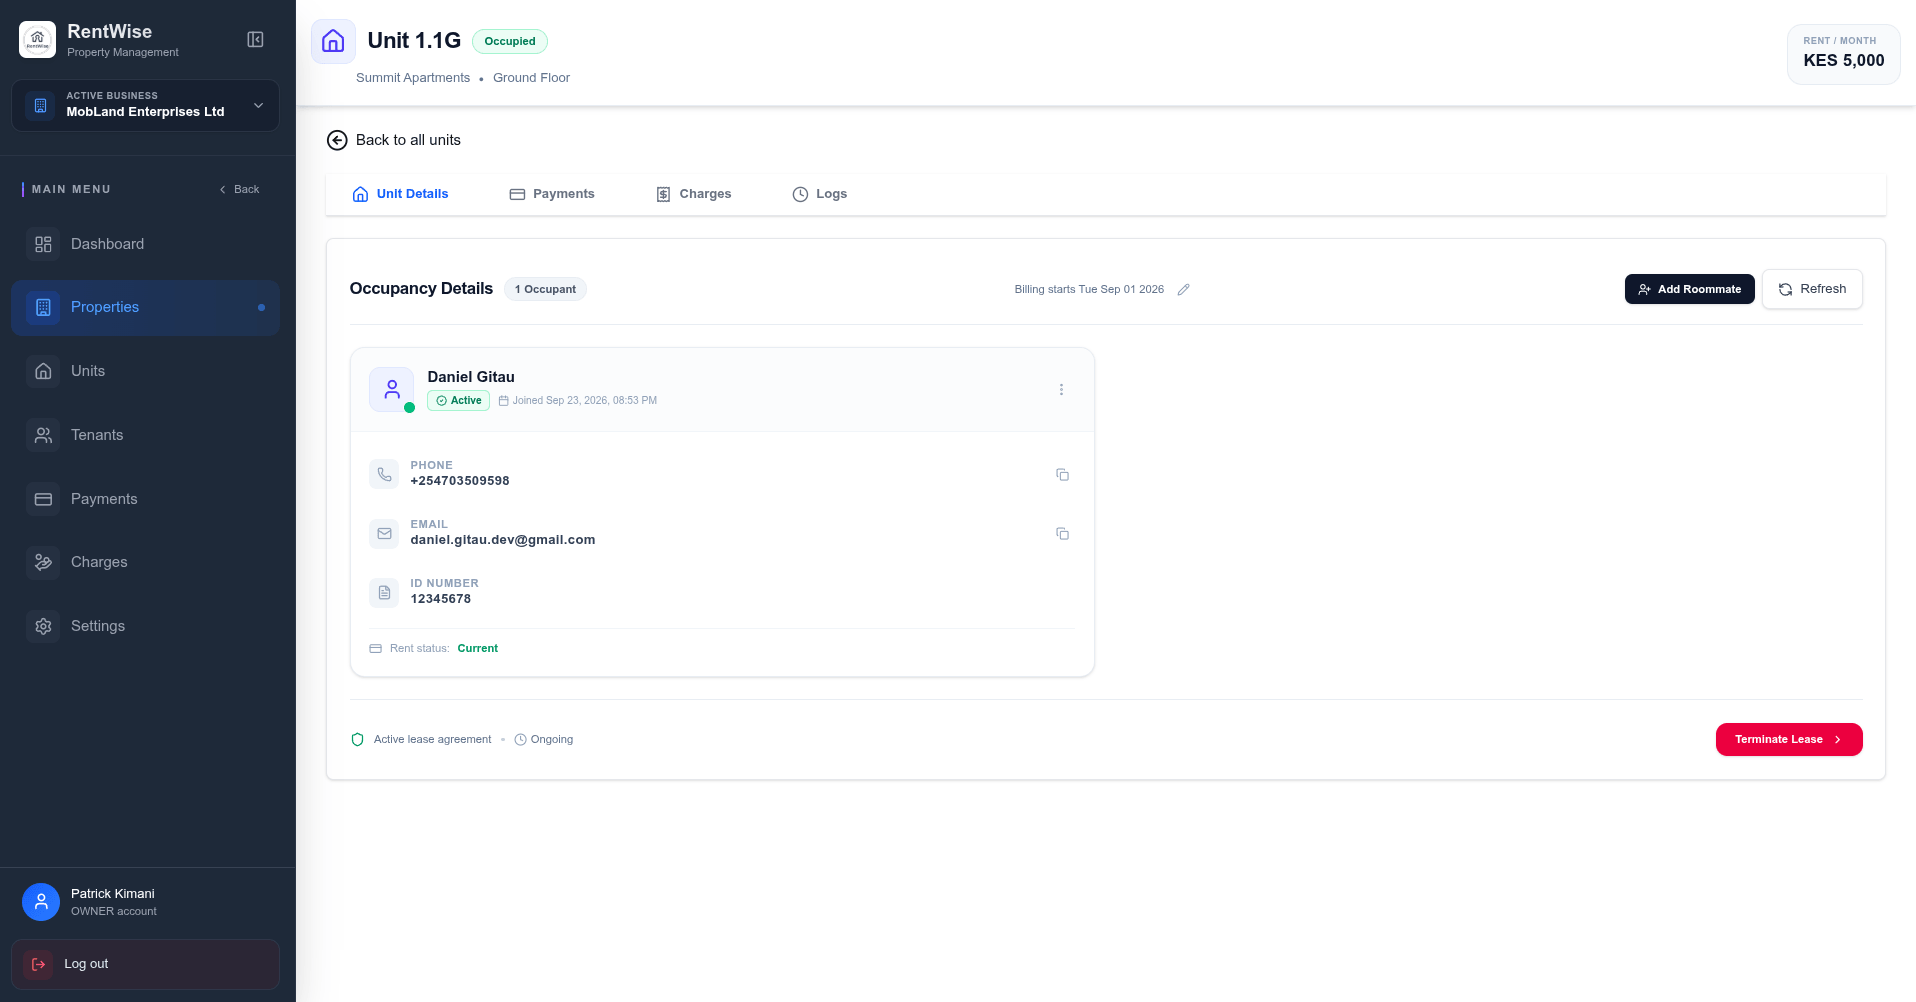 RentWise
Property Management
ACTIVE BUSINESS
MobLand Enterprises Ltd
MAIN MENU
Back
Dashboard
Properties
Units
Tenants
Payments
Charges
Settings
Patrick Kimani
OWNER account
Log out
Unit 1.1G
Occupied
Summit Apartments • Ground Floor
RENT / MONTH
KES 5,000
Back to all units
Unit Details
Payments
Charges
Logs
Occupancy Details
1 Occupant
Billing starts Tue Sep 01 2026
Add Roommate
Refresh
Daniel Gitau
Active
Joined Sep 23, 2026, 08:53 PM
PHONE
+254703509598
EMAIL
daniel.gitau.dev@gmail.com
ID NUMBER
12345678
Rent status: Current
Active lease agreement • Ongoing
Terminate Lease